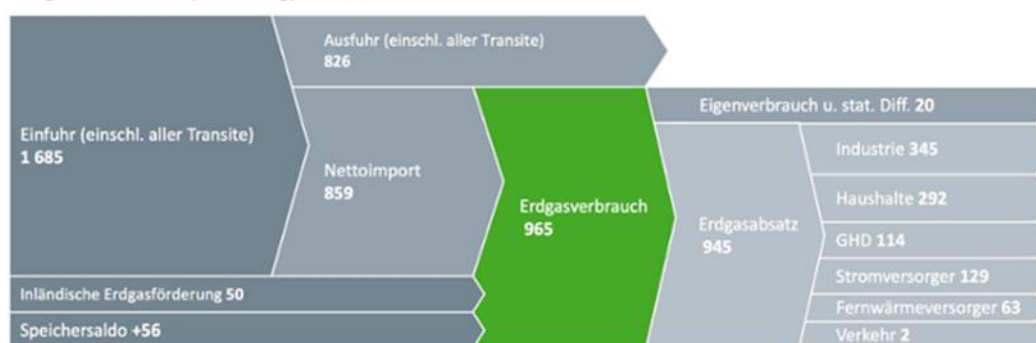 Ausfuhr (einschl. aller Transite)
826
Einfuhr (einschl. aller Transite)
1 685
Nettoimport
859
Inländische Erdgasförderung 50
Speichersaldo +56
Erdgasverbrauch
965
Eigenverbrauch u. stat. Diff. 20
Erdgasabsatz
945
Industrie 345
Haushalte 292
GHD 114
Stromversorger 129
Fernwärmeversorger 63
Verkehr 2